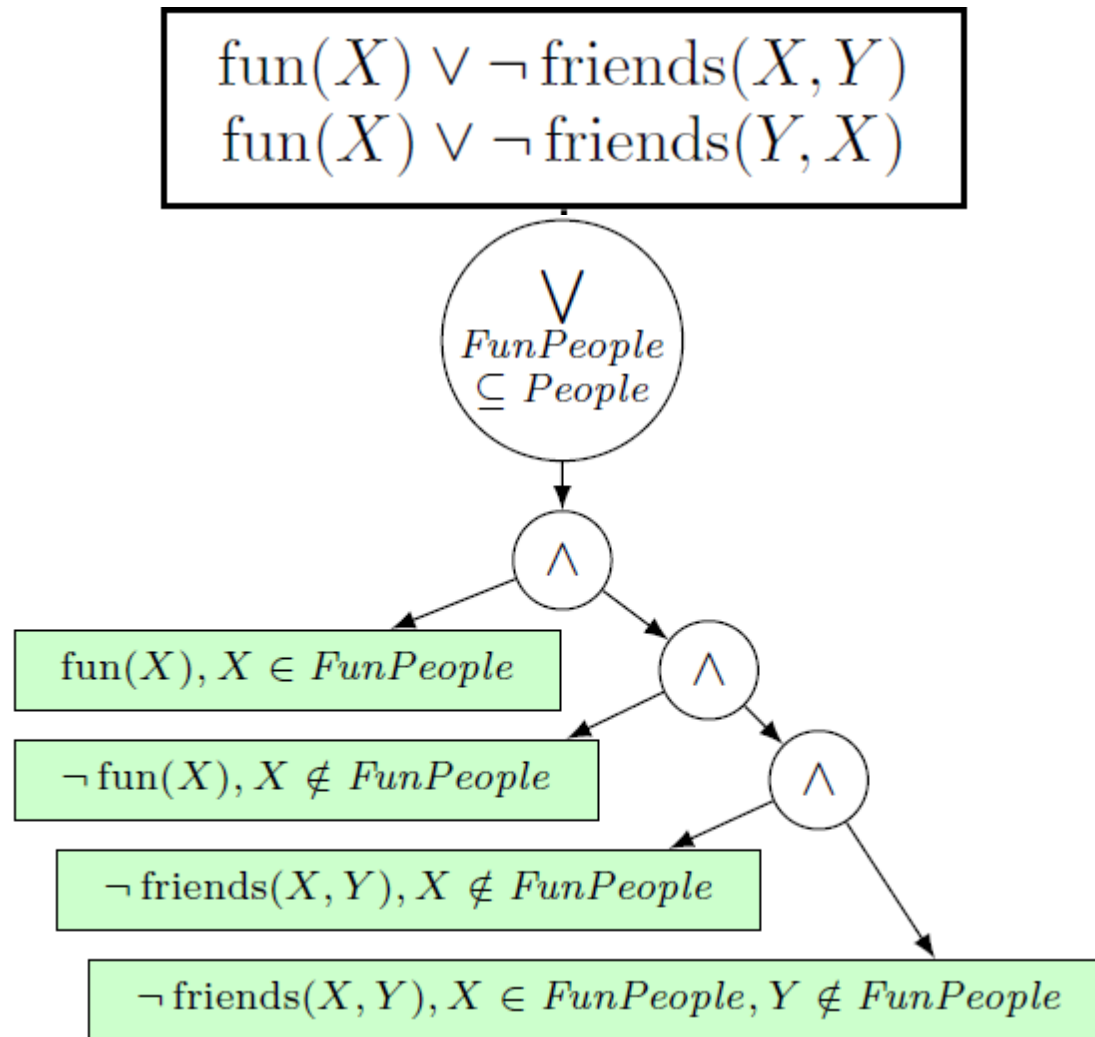 fun(X) ∨ ¬ friends(X, Y)
fun(X) ∨ ¬ friends(Y, X)
⋁
FunPeople
⊆ People
∧
fun(X), X ∈ FunPeople
∧
¬ fun(X), X ∉ FunPeople
∧
¬ friends(X, Y), X ∉ FunPeople
¬ friends(X, Y), X ∈ FunPeople, Y ∉ FunPeople